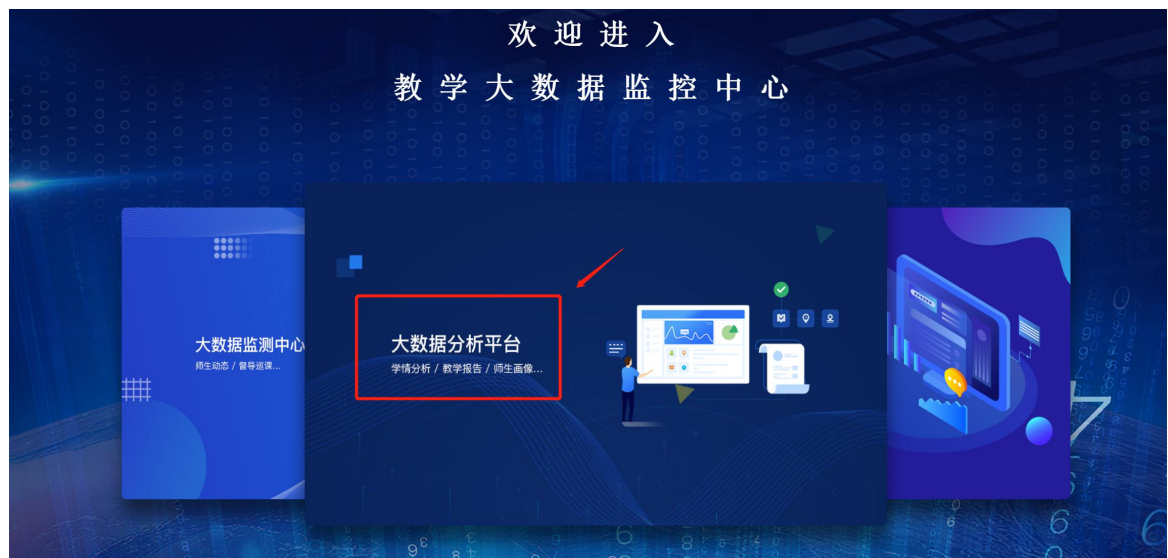 欢迎进入
教学大数据监控中心
大数据监测中心
师生动态 / 督导巡课...
大数据分析平台
学情分析 / 教学报告 / 师生画像...